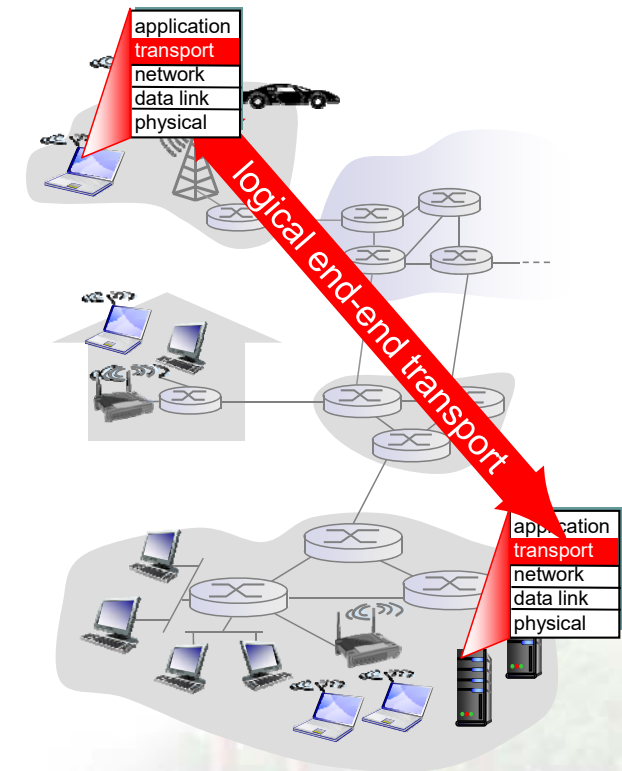 application
transport
network
data link
physical
logical end-end transport
application
transport
network
data link
physical